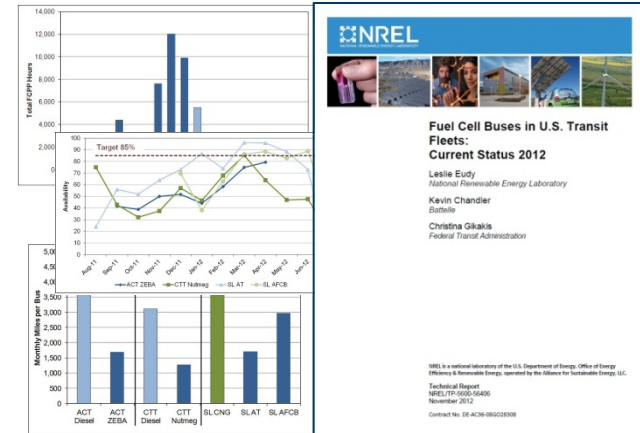 14,000
12,000
10,000
8,000
6,000
4,000
2,000
0
Total FCPP Hours
Target 85%
100
90
80
70
60
50
40
30
20
10
0
Availability
Aug-11
Sep-11
Oct-11
Nov-11
Dec-11
Jan-12
Feb-12
Mar-12
Apr-12
May-12
Jun-12
ACT ZEBA
CTT Nutmeg
SL AT
SL AFCB
3,500
3,000
2,500
2,000
1,500
1,000
500
0
Monthly Miles per Bus
ACT Diesel
ACT ZEBA
CTT Diesel
CTT Nutmeg
SL CNG
SL AT
SL AFCB
NREL
NATIONAL RENEWABLE ENERGY LABORATORY
Fuel Cell Buses in U.S. Transit
Fleets:
Current Status 2012
Leslie Eudy
National Renewable Energy Laboratory
Kevin Chandler
Battelle
Christina Gikakis
Federal Transit Administration
NREL is a national laboratory of the U.S. Department of Energy, Office of Energy
Efficiency & Renewable Energy, operated by the Alliance for Sustainable Energy, LLC.
Technical Report
NREL/TP-5600-56406
November 2012
Contract No. DE-AC36-08GO28308